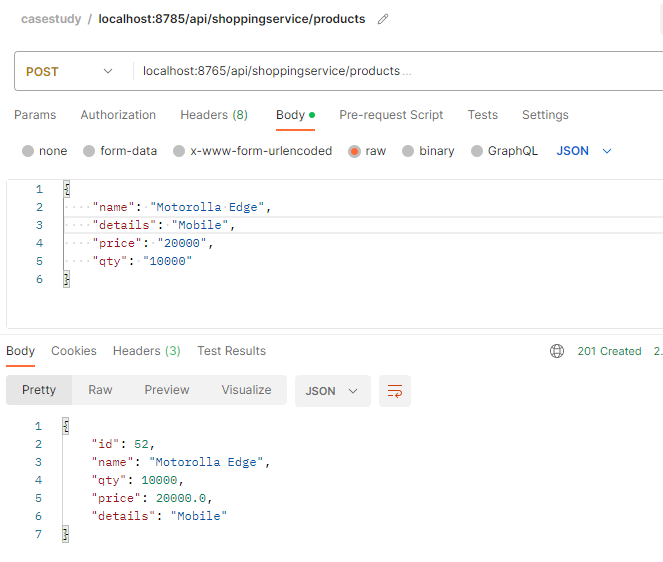 casestudy / localhost:8785/api/shoppingservice/products
POST localhost:8765/api/shoppingservice/products...
Params Authorization Headers (8) Body Pre-request Script Tests Settings
none form-data x-www-form-urlencoded raw binary GraphQL JSON
1 {
2 "name": "Motorolla Edge",
3 "details": "Mobile",
4 "price": "20000",
5 "qty": "10000"
6 }
Body Cookies Headers (3) Test Results 201 Created 2.
Pretty Raw Preview Visualize JSON
1 {
2 "id": 52,
3 "name": "Motorolla Edge",
4 "qty": 10000,
5 "price": 20000.0,
6 "details": "Mobile"
7 }